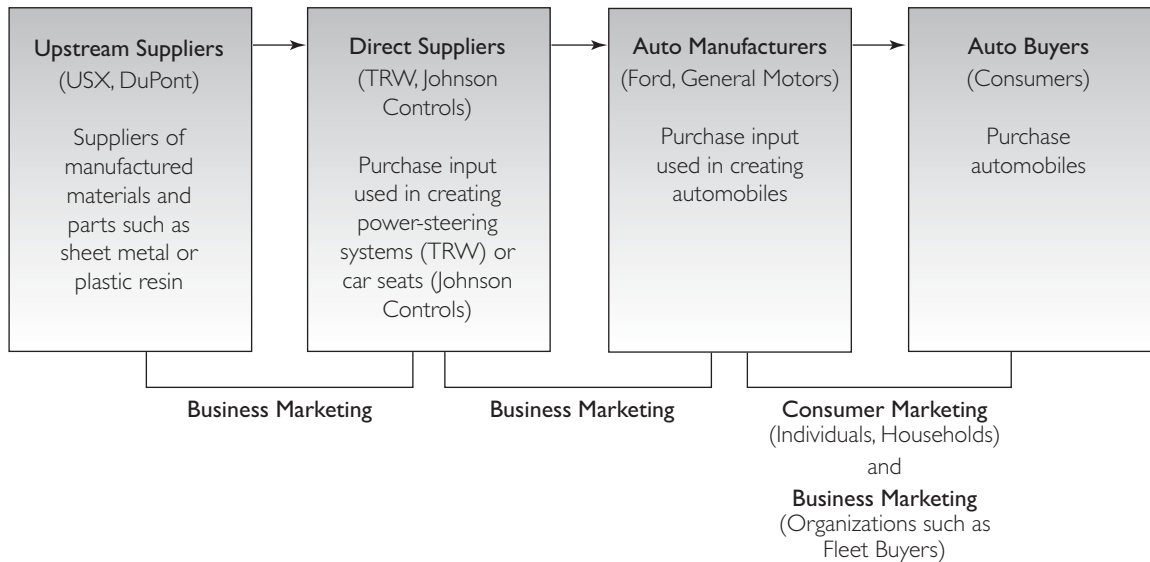 Upstream Suppliers
(USX, DuPont)
Suppliers of
manufactured
materials and
parts such as
sheet metal or
plastic resin
Direct Suppliers
(TRW, Johnson
Controls)
Purchase input
used in creating
power-steering
systems (TRW) or
car seats (Johnson
Controls)
Auto Manufacturers
(Ford, General Motors)
Purchase input
used in creating
automobiles
Auto Buyers
(Consumers)
Purchase
automobiles
Business Marketing
Business Marketing
Consumer Marketing
(Individuals, Households)
and
Business Marketing
(Organizations such as
Fleet Buyers)